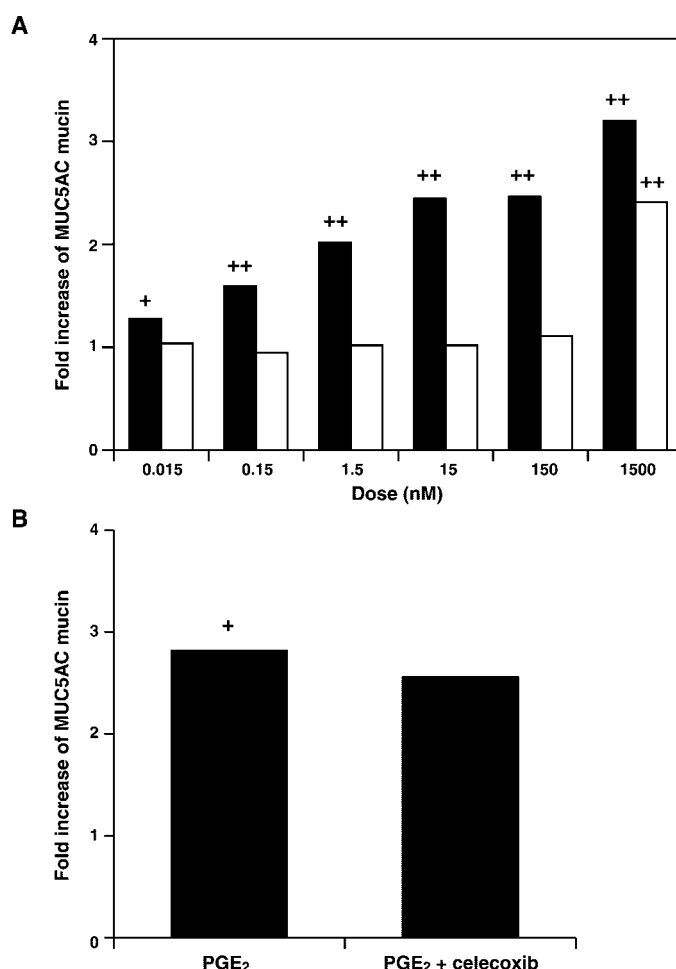 A
Fold increase of MUC5AC mucin
4
3
2
1
0
+
++
++
++
++
++
++
0.015 0.15 1.5 15 150 1500
Dose (nM)
B
Fold increase of MUC5AC mucin
4
3
2
1
0
+
PGE₂ PGE₂ + celecoxib